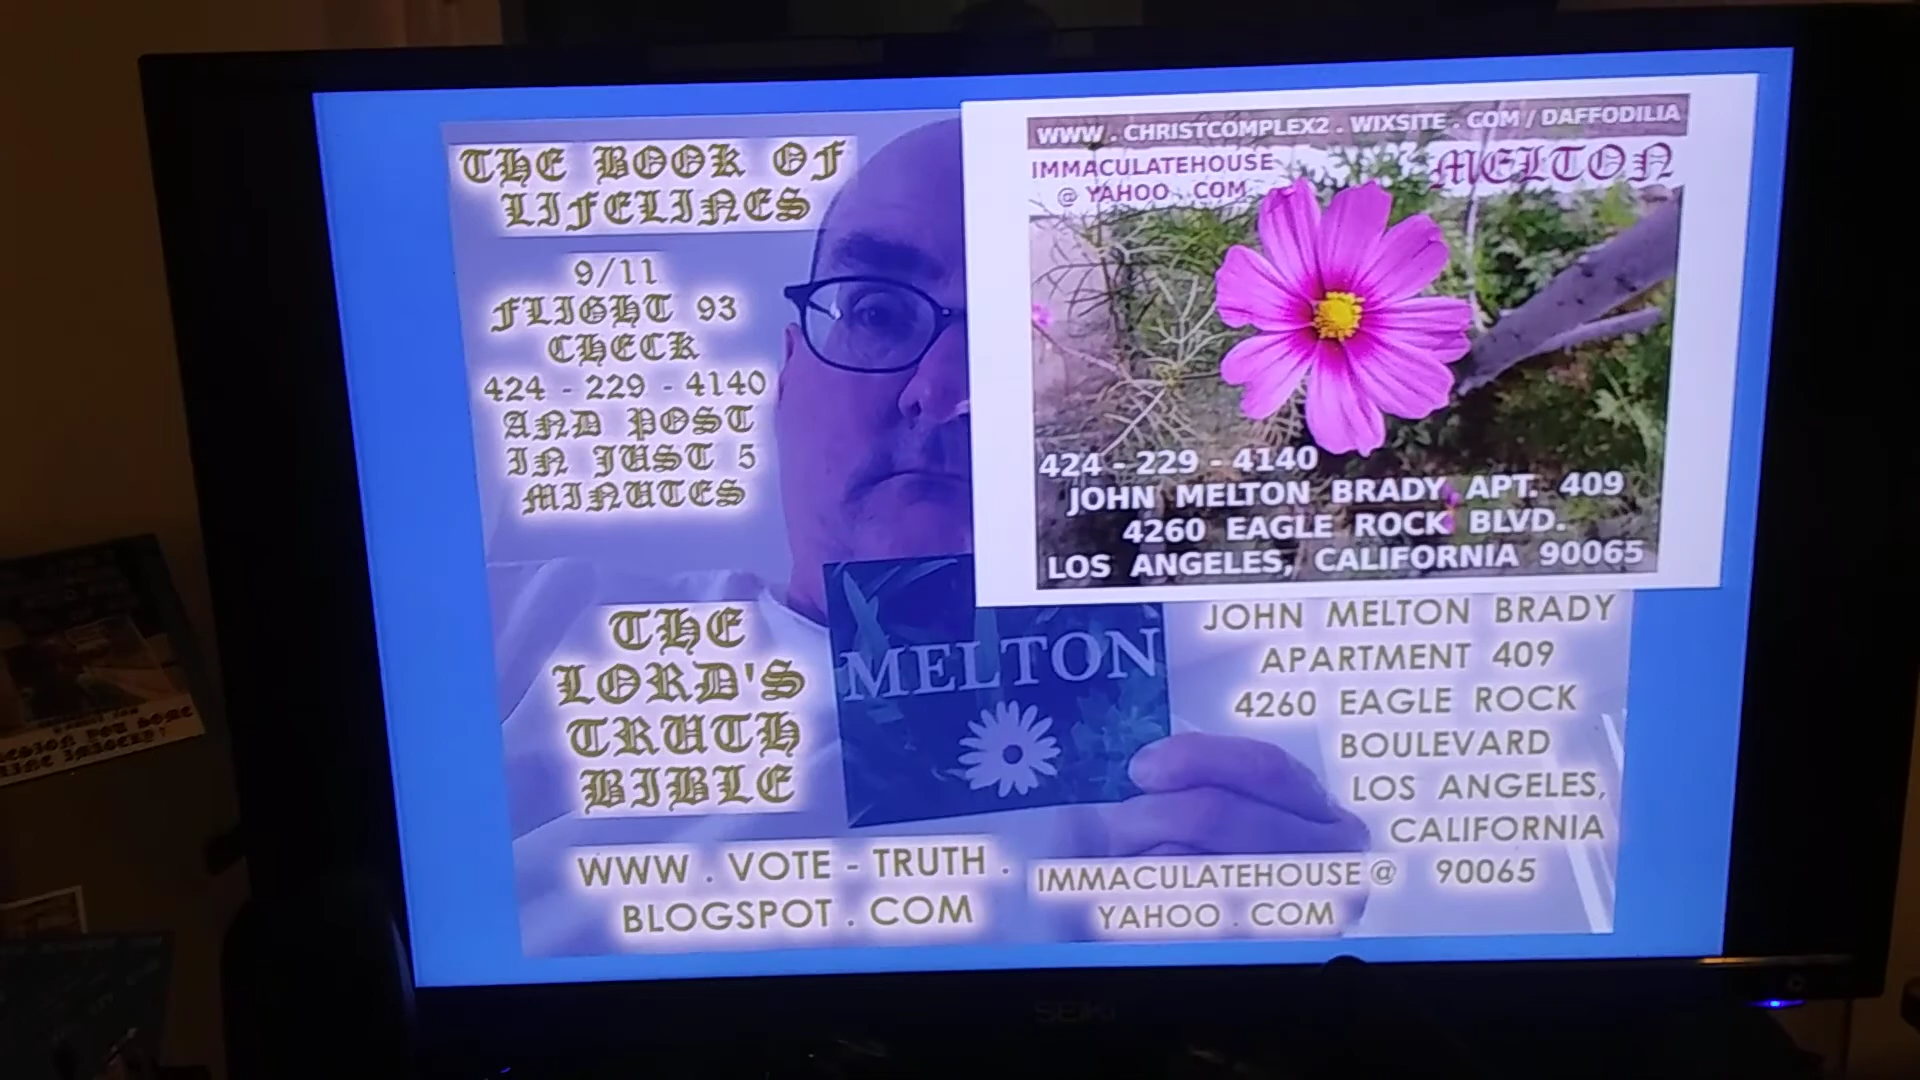 THE BOOK OF
LIFELINES
9/11
FLIGHT 93
CHECK
424 - 229 - 4140
AND POST
IN JUST 5
MINUTES
THE
LORD'S
TRUTH
BIBLE
WWW . VOTE - TRUTH .
BLOGSPOT . COM
MELTON
WWW . CHRISTCOMPLEX2 . WIXSITE . COM / DAFFODILIA
IMMACULATEHOUSE
@ YAHOO . COM
MELTON
424 - 229 - 4140
JOHN MELTON BRADY, APT. 409
4260 EAGLE ROCK BLVD.
LOS ANGELES, CALIFORNIA 90065
JOHN MELTON BRADY
APARTMENT 409
4260 EAGLE ROCK
BOULEVARD
LOS ANGELES,
CALIFORNIA
90065
IMMACULATEHOUSE @
YAHOO . COM
SEIKI
YOU SOME